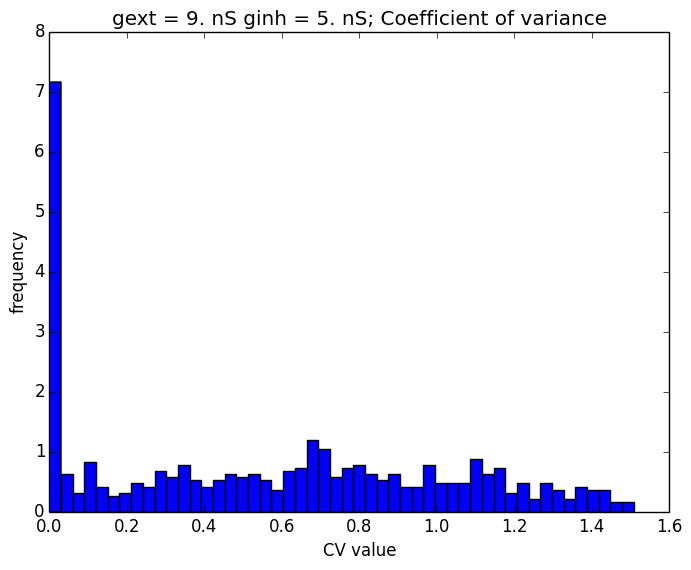 gext = 9. nS ginh = 5. nS; Coefficient of variance
8
7
6
5
4
3
2
1
0
frequency
0.0 0.2 0.4 0.6 0.8 1.0 1.2 1.4 1.6
CV value